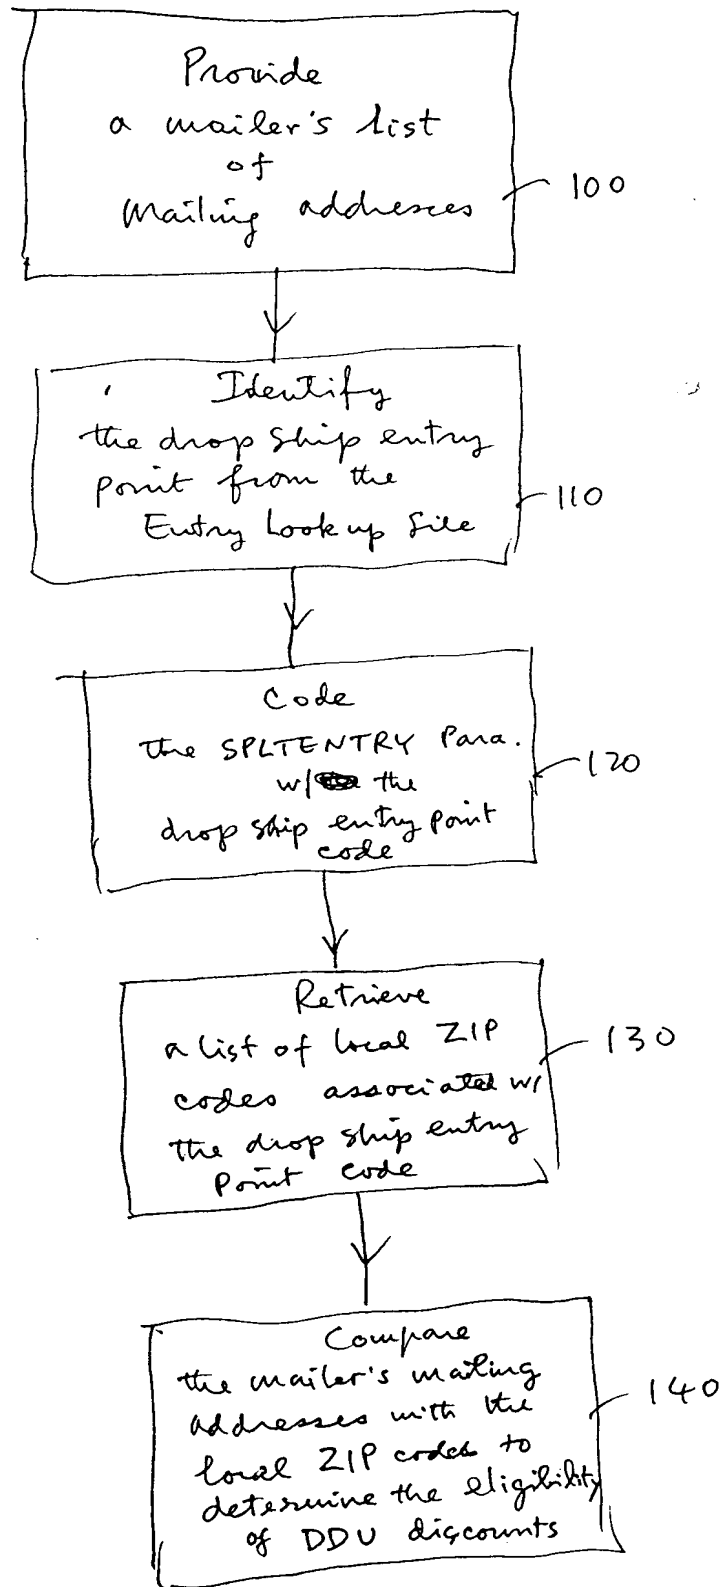 Provide
a mailer's list
of
Mailing addresses
100
Identify
the drop ship entry
point from the
Entry Lookup file
110
Code
the SPLTENTRY Para.
w/ the
drop ship entry point
code
120
Retrieve
a list of local ZIP
codes associated w/
the drop ship entry
point code
130
Compare
the mailer's mailing
addresses with the
local ZIP codes to
determine the eligibility
of DDU discounts
140